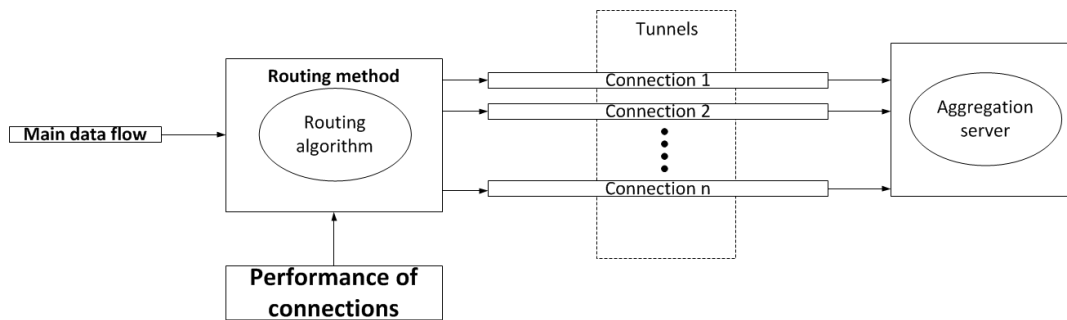 Tunnels
Routing method
Connection 1
Connection 2
Main data flow
Routing
algorithm
Aggregation
server
Connection n
Performance of
connections